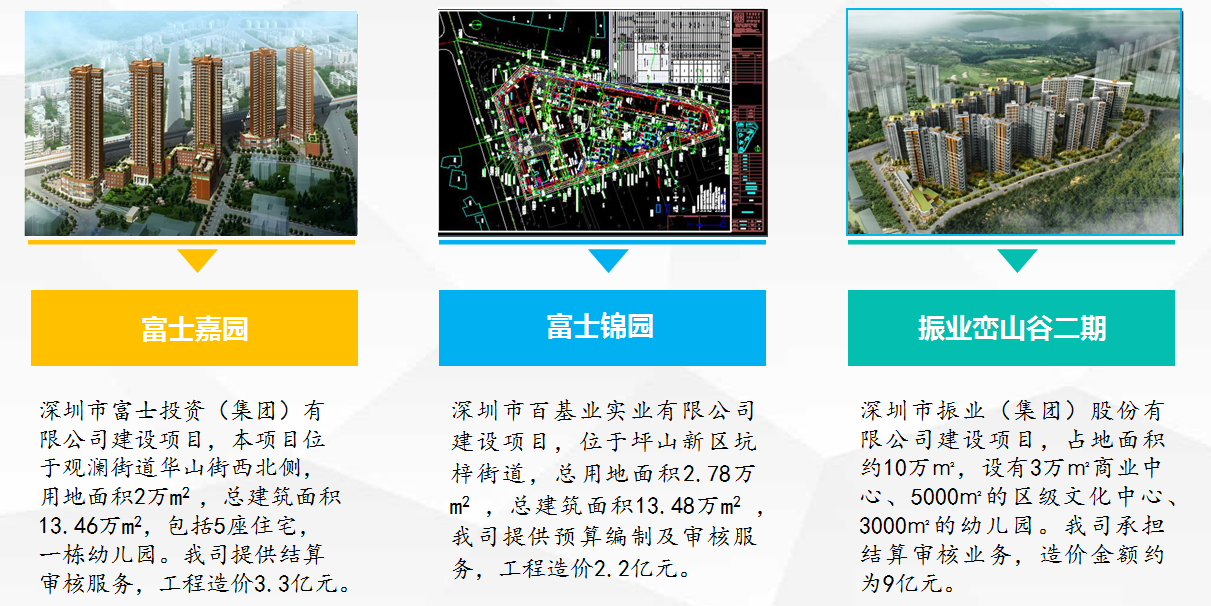 富士嘉园
深圳市富士投资（集团）有
限公司建设项目，本项目位
于观澜街道华山街西北侧，
用地面积2万m²，总建筑面积
13.46万m²，包括5座住宅，
一栋幼儿园。我司提供结算
审核服务，工程造价3.3亿元。
富士锦园
深圳市百基业实业有限公司
建设项目，位于坪山新区坑
梓街道，总用地面积2.78万
m² ，总建筑面积13.48万m² ，
我司提供预算编制及审核服
务，工程造价2.2亿元。
振业峦山谷二期
深圳市振业（集团）股份有
限公司建设项目，占地面积
约10万㎡，设有3万㎡商业中
心、5000㎡的区级文化中心、
3000㎡的幼儿园。我司承担
结算审核业务，造价金额约
为9亿元。